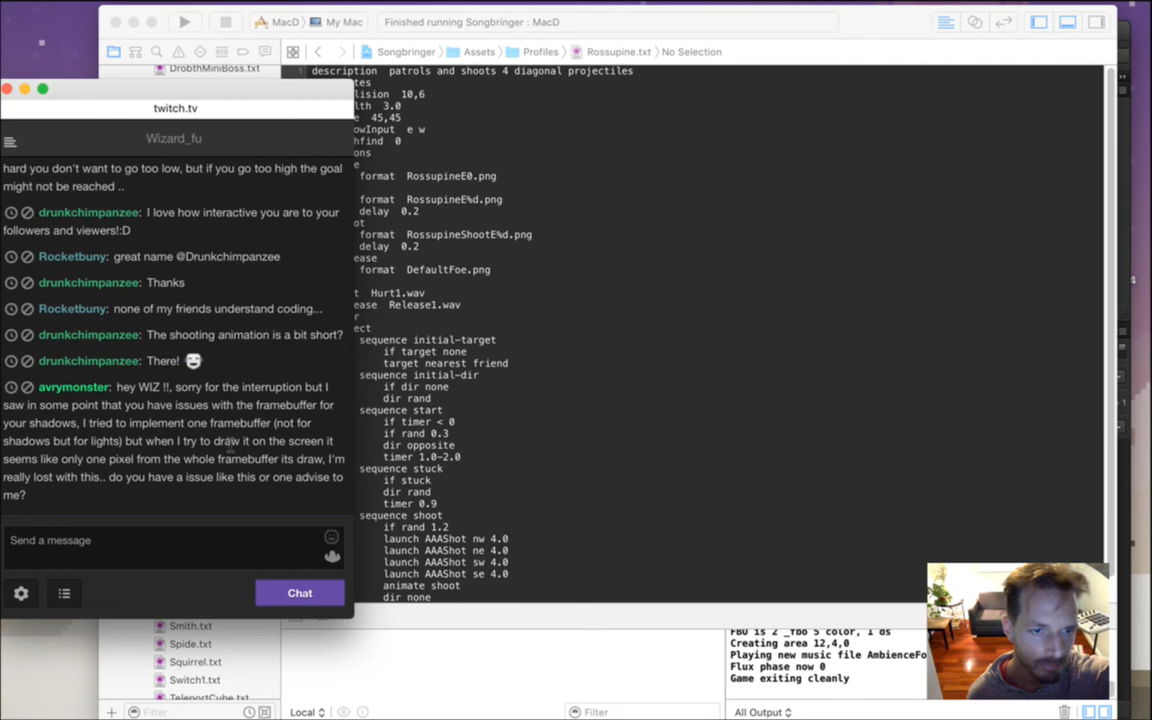 MacD
My Mac
Finished running Songbringer : MacD
Songbringer
Assets
Profiles
Rossupine.txt
No Selection
DrobthMiniBoss.txt
1 description patrols and shoots 4 diagonal projectiles
10,6
3.0
45,45
e w
0
format RossupineE0.png
format RossupineE%d.png
delay 0.2
format RossupineShootE%d.png
delay 0.2
format DefaultFoe.png
Hurt1.wav
Release1.wav
sequence initial-target
if target none
target nearest friend
sequence initial-dir
if dir none
dir rand
sequence start
if timer < 0
if rand 0.3
dir opposite
timer 1.0-2.0
sequence stuck
if stuck
dir rand
timer 0.9
sequence shoot
if rand 1.2
launch AAAShot nw 4.0
launch AAAShot ne 4.0
launch AAAShot sw 4.0
launch AAAShot se 4.0
animate shoot
dir none
twitch.tv
Wizard_fu
hard you don't want to go too low, but if you go too high the goal
might not be reached ..
drunkchimpanzee: I love how interactive you are to your
followers and viewers!:D
Rocketbuny: great name @Drunkchimpanzee
drunkchimpanzee: Thanks
Rocketbuny: none of my friends understand coding...
drunkchimpanzee: The shooting animation is a bit short?
drunkchimpanzee: There!
avrymonster: hey WIZ !!, sorry for the interruption but I
saw in some point that you have issues with the framebuffer for
your shadows, I tried to implement one framebuffer (not for
shadows but for lights) but when I try to draw it on the screen it
seems like only one pixel from the whole framebuffer its draw, I'm
really lost with this.. do you have a issue like this or one advise to
me?
Send a message
Chat
Smith.txt
Spide.txt
Squirrel.txt
Switch1.txt
TeleportCube.txt
Filter
Local
Filter
All Output
FBO is 2 _fbo 5 color, 1 ds
Creating area 12,4,0
Playing new music file AmbienceFo
Flux phase now 0
Game exiting cleanly